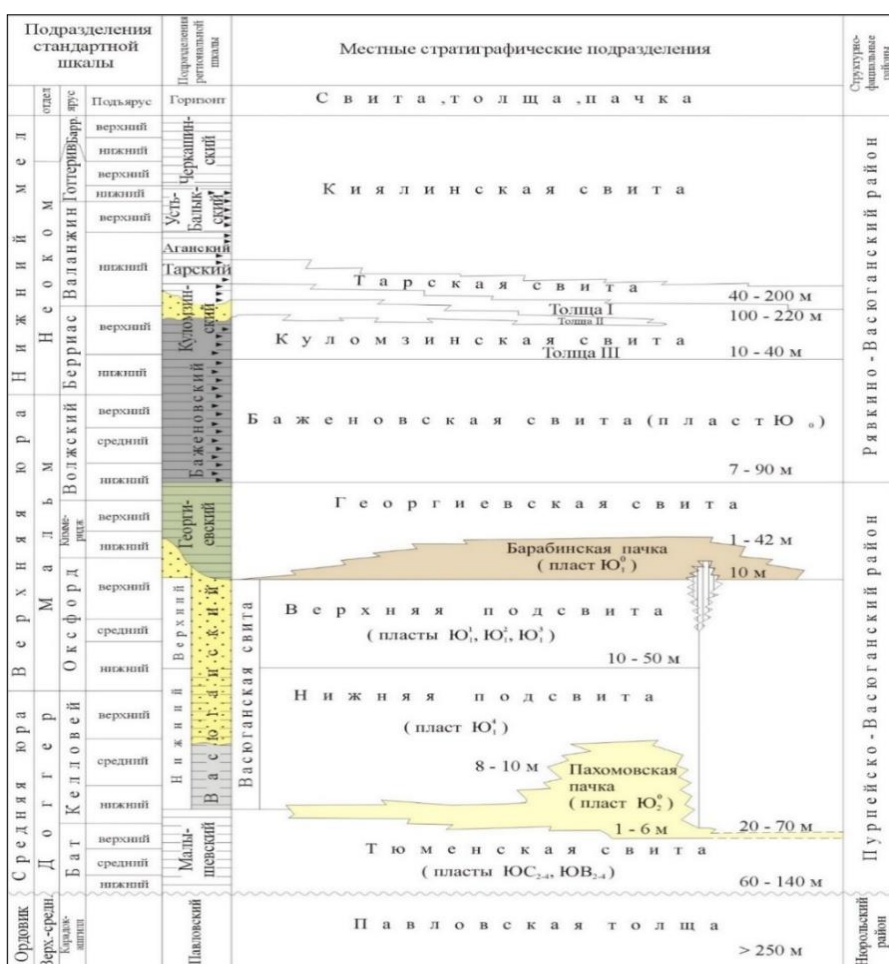 Подразделения стандартной шкалы
Подразделения региональной шкалы
Местные стратиграфические подразделения
Структурно-фациальные районы
отдел
ярус
Подъярус
Горизонт
Свита, толща, пачка
Нижний мел
Верхняя юра
Средняя юра
Ордовик
Неоком
Мальм
Доггер
Верх.-средн.
Барр.
Готтерив
Валанжин
Берриас
Волжский
Киммеридж
Оксфорд
Келловей
Бат
верхний
нижний
верхний
нижний
верхний
нижний
верхний
нижний
верхний
средний
нижний
верхний
нижний
верхний
средний
нижний
верхний
средний
нижний
верхний
средний
нижний
Черкашинский
Усть-Балыкский
Аганский
Тарский
Куломзинский
Баженовский
Георгиевский
Верхний
Нижний
Васюганский
Малышевский
Павловский
Киялинская свита
Тарская свита
40 - 200 м
Толща I
100 - 220 м
Толща II
Куломзинская свита
Толща III
10 - 40 м
Баженовская свита (пласт Ю₀)
7 - 90 м
Георгиевская свита
1 - 42 м
Барабинская пачка
(пласт Ю₁⁰)
10 м
Васюганская свита
Верхняя подсвита
(пласты Ю₁¹, Ю₁², Ю₁³)
10 - 50 м
Нижняя подсвита
(пласт Ю₁⁴)
8 - 10 м
Пахомовская
пачка
(пласт Ю₂⁰)
1 - 6 м
20 - 70 м
Тюменская свита
(пласты ЮС₂₋₄, ЮВ₂₋₄)
60 - 140 м
Павловская толща
> 250 м
Рявкино-Васюганский район
Пурпейско-Васюганский район
Нюрольский район